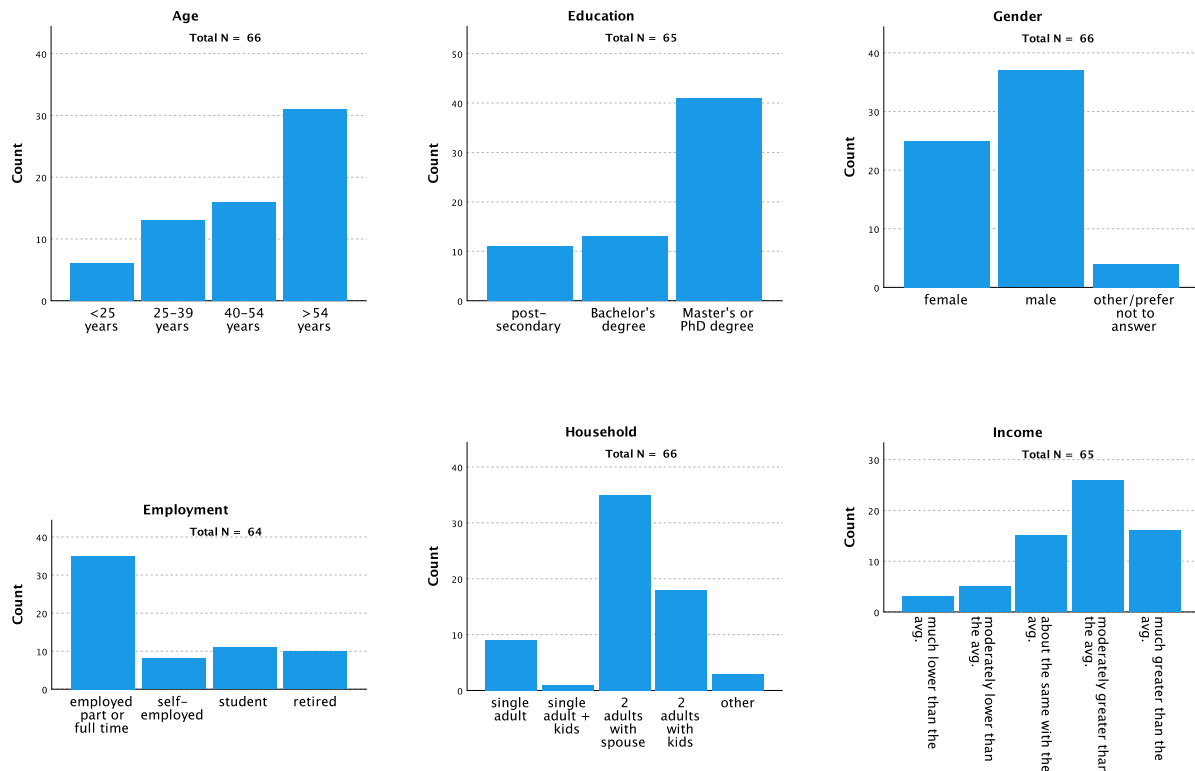 Age
Total N = 66
Count
40
30
20
10
0
<25
years
25–39
years
40–54
years
>54
years
Education
Total N = 65
Count
50
40
30
20
10
0
post-
secondary
Bachelor's
degree
Master's or
PhD degree
Gender
Total N = 66
Count
40
30
20
10
0
female
male
other/prefer
not to
answer
Employment
Total N = 64
Count
40
30
20
10
0
employed
part or
full time
self-
employed
student
retired
Household
Total N = 66
Count
40
30
20
10
0
single
adult
single
adult +
kids
2
adults
with
spouse
2
adults
with
kids
other
Income
Total N = 65
Count
30
20
10
0
much lower than the
avg.
moderately lower than
the avg.
about the same with the
avg.
moderately greater than
the avg.
much greater than the
avg.